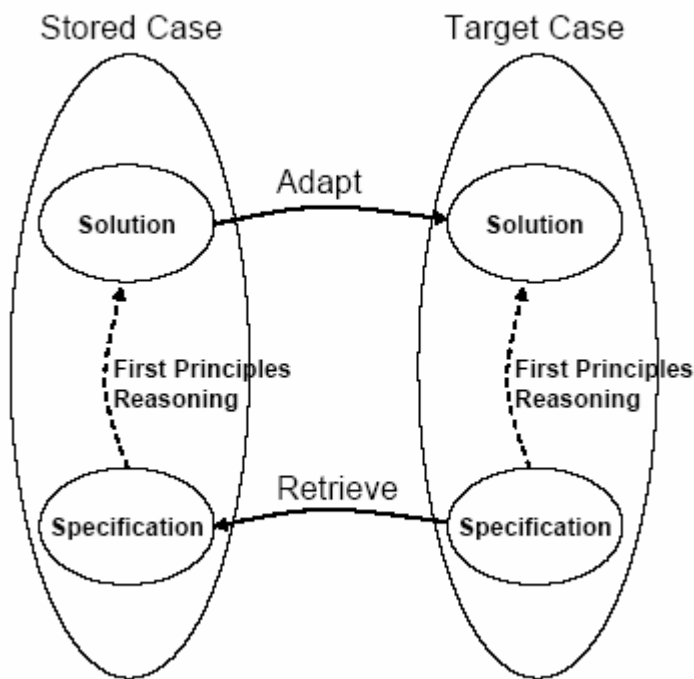 Stored Case
Target Case
Adapt
Solution
Solution
First Principles
Reasoning
First Principles
Reasoning
Retrieve
Specification
Specification